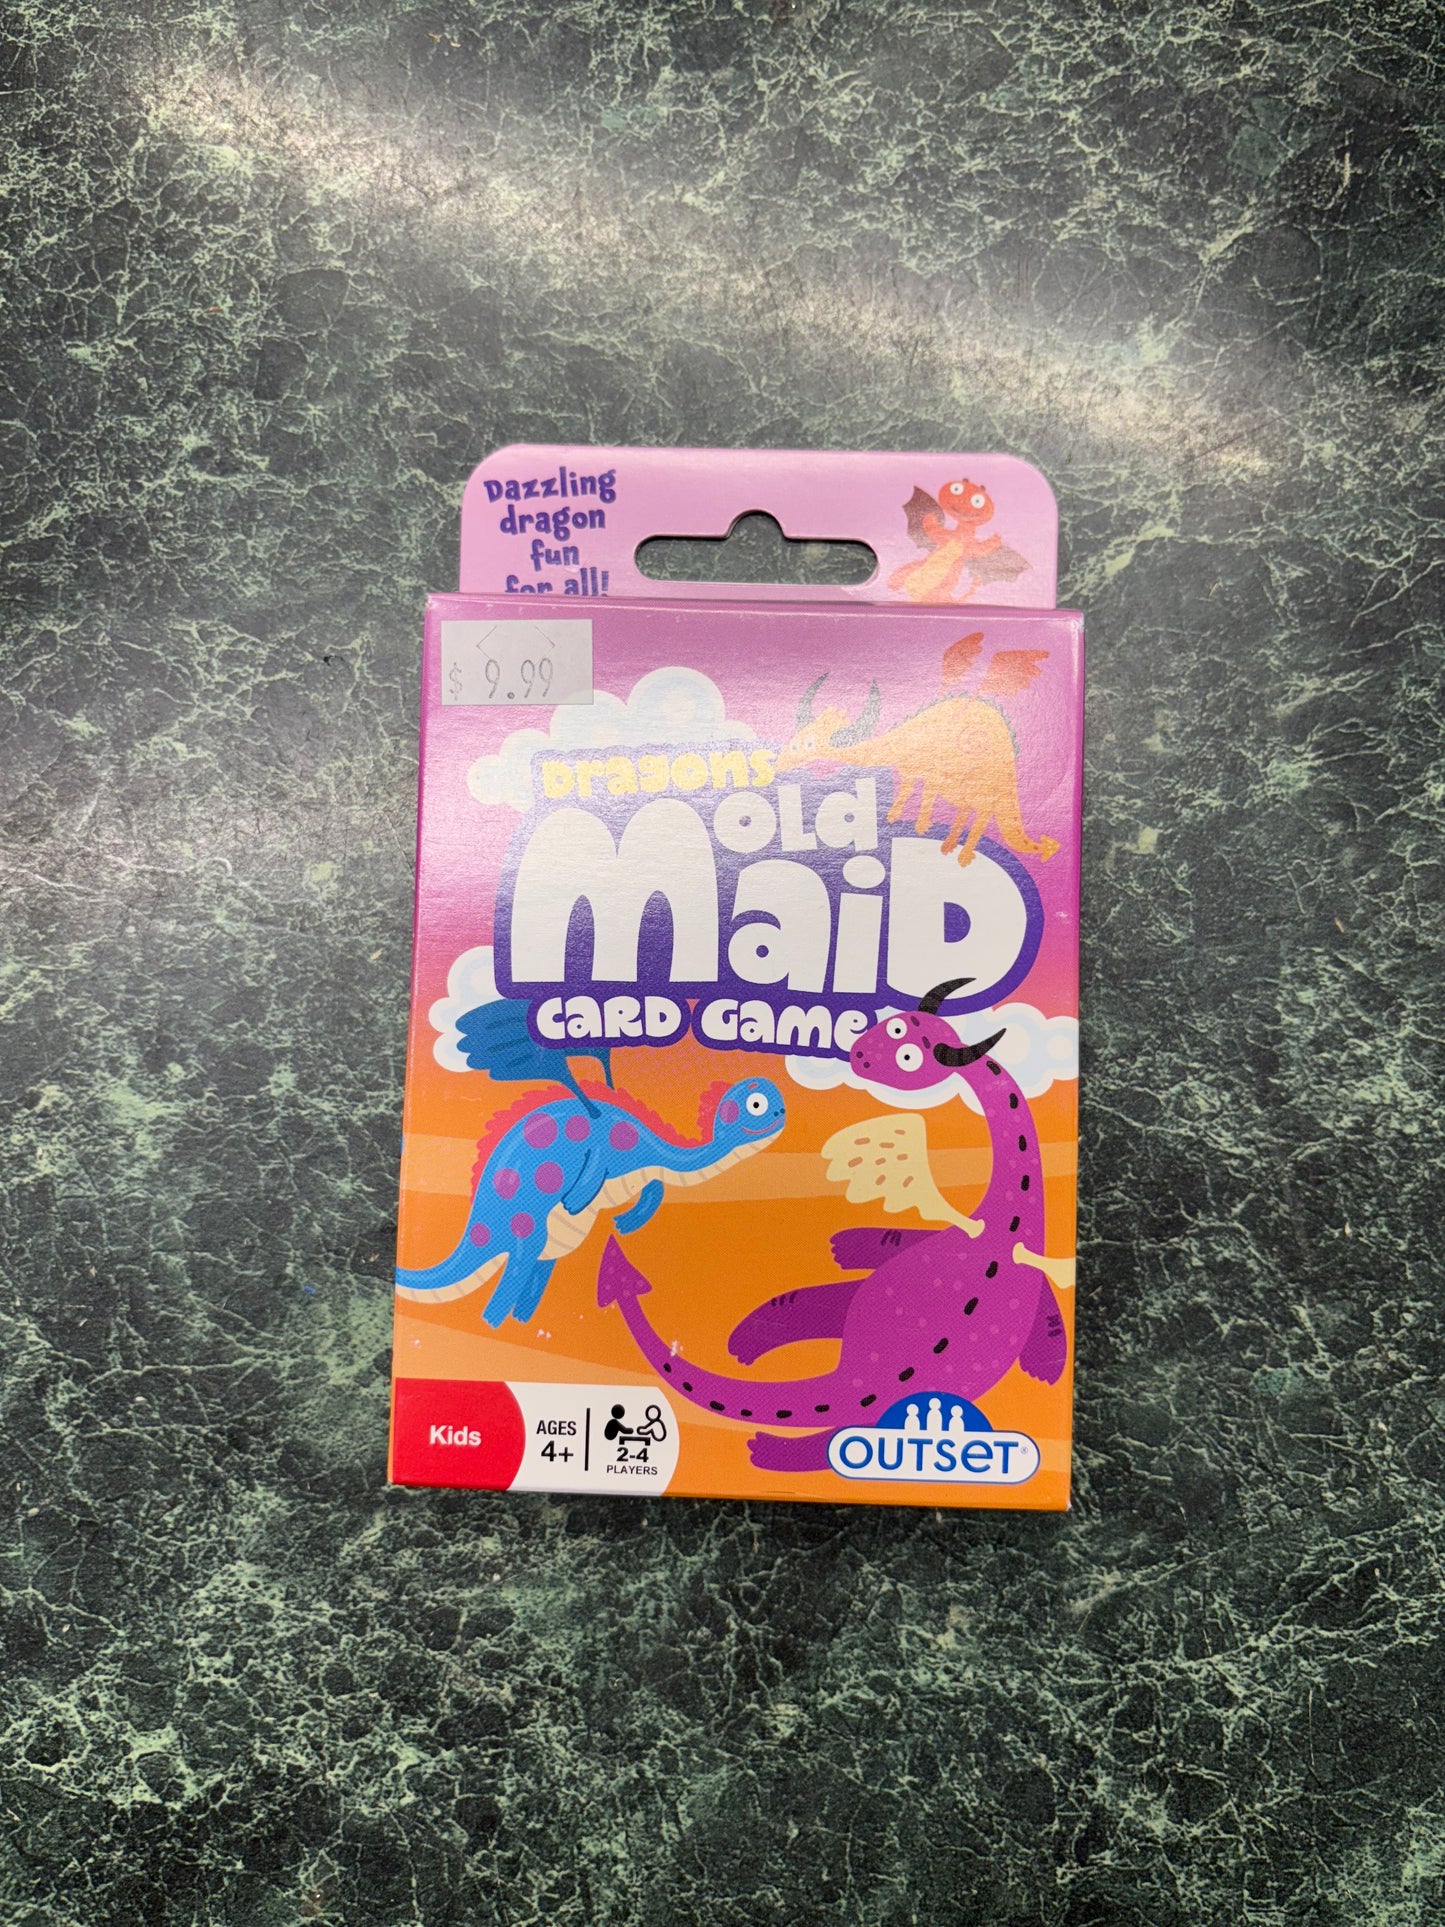 Dazzling
dragon
fun
for all!
$ 9.99
Dragons
Old
Maid
Card Game
Kids
AGES
4+
2-4
PLAYERS
OUTSET®